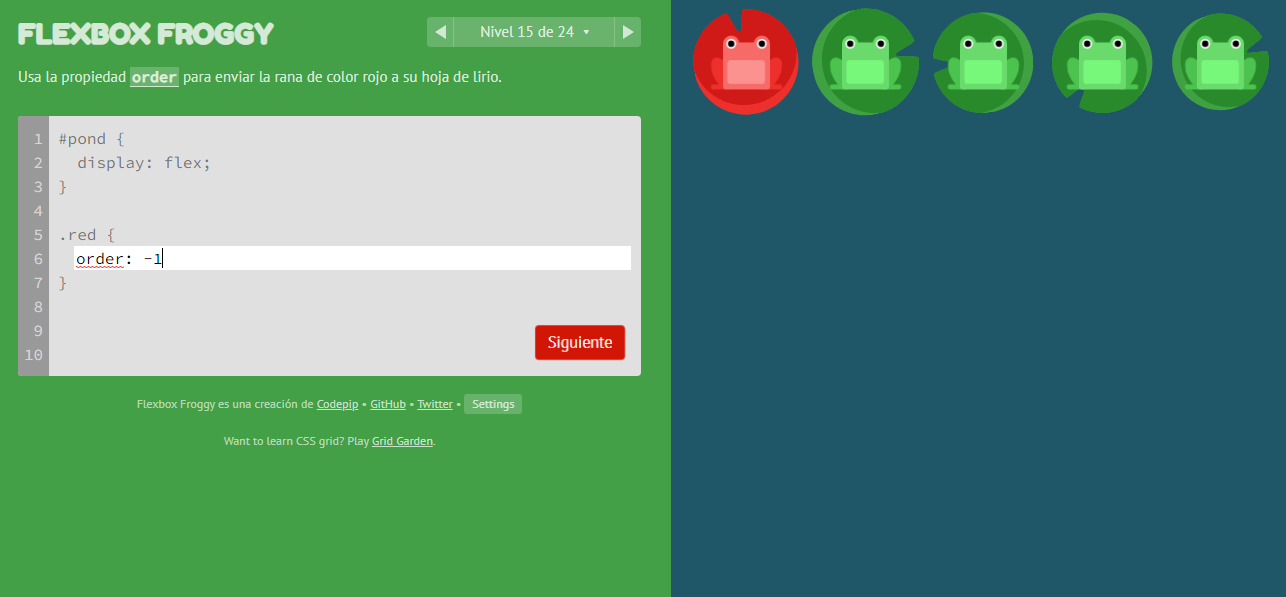 FLEXBOX FROGGY
◀ Nivel 15 de 24 ▾ ▶
Usa la propiedad order para enviar la rana de color rojo a su hoja de lirio.
1 #pond {
2   display: flex;
3 }
4
5 .red {
6   order: -1
7 }
8
9
10
Siguiente
Flexbox Froggy es una creación de Codepip • GitHub • Twitter • Settings
Want to learn CSS grid? Play Grid Garden.